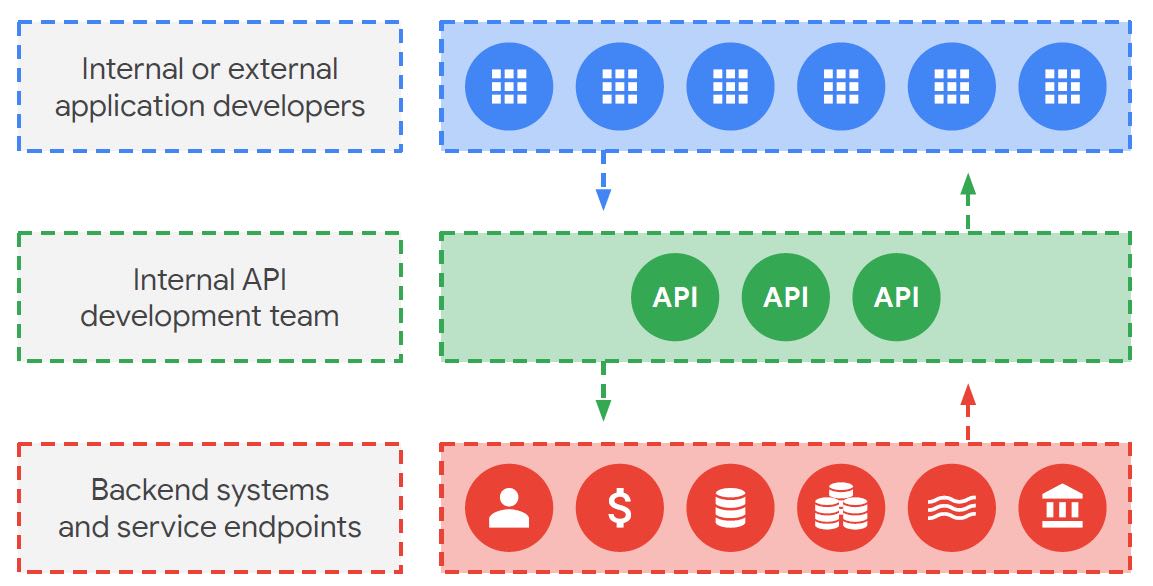 Internal or external
application developers
Internal API
development team
API API API
Backend systems
and service endpoints
$